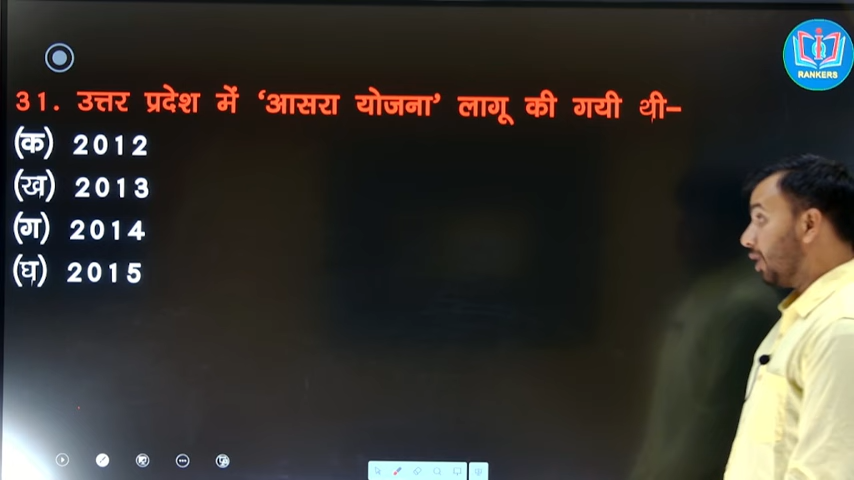 RANKERS
31. उत्तर प्रदेश में ‘आसरा योजना’ लागू की गयी थी–
(क) 2012
(ख) 2013
(ग) 2014
(घ) 2015